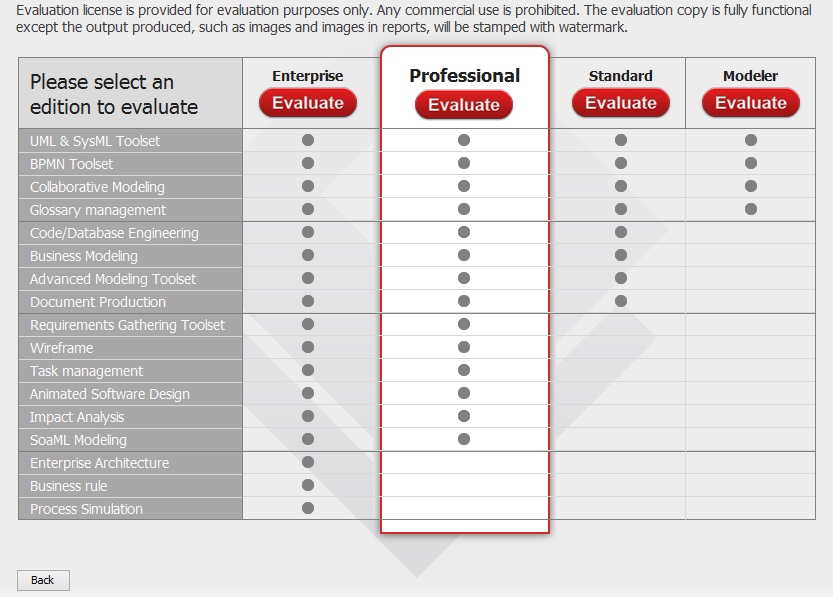 Evaluation license is provided for evaluation purposes only. Any commercial use is prohibited. The evaluation copy is fully functional
except the output produced, such as images and images in reports, will be stamped with watermark.
Please select an
edition to evaluate
Enterprise
Evaluate
Professional
Evaluate
Standard
Evaluate
Modeler
Evaluate
UML & SysML Toolset
BPMN Toolset
Collaborative Modeling
Glossary management
Code/Database Engineering
Business Modeling
Advanced Modeling Toolset
Document Production
Requirements Gathering Toolset
Wireframe
Task management
Animated Software Design
Impact Analysis
SoaML Modeling
Enterprise Architecture
Business rule
Process Simulation
Back